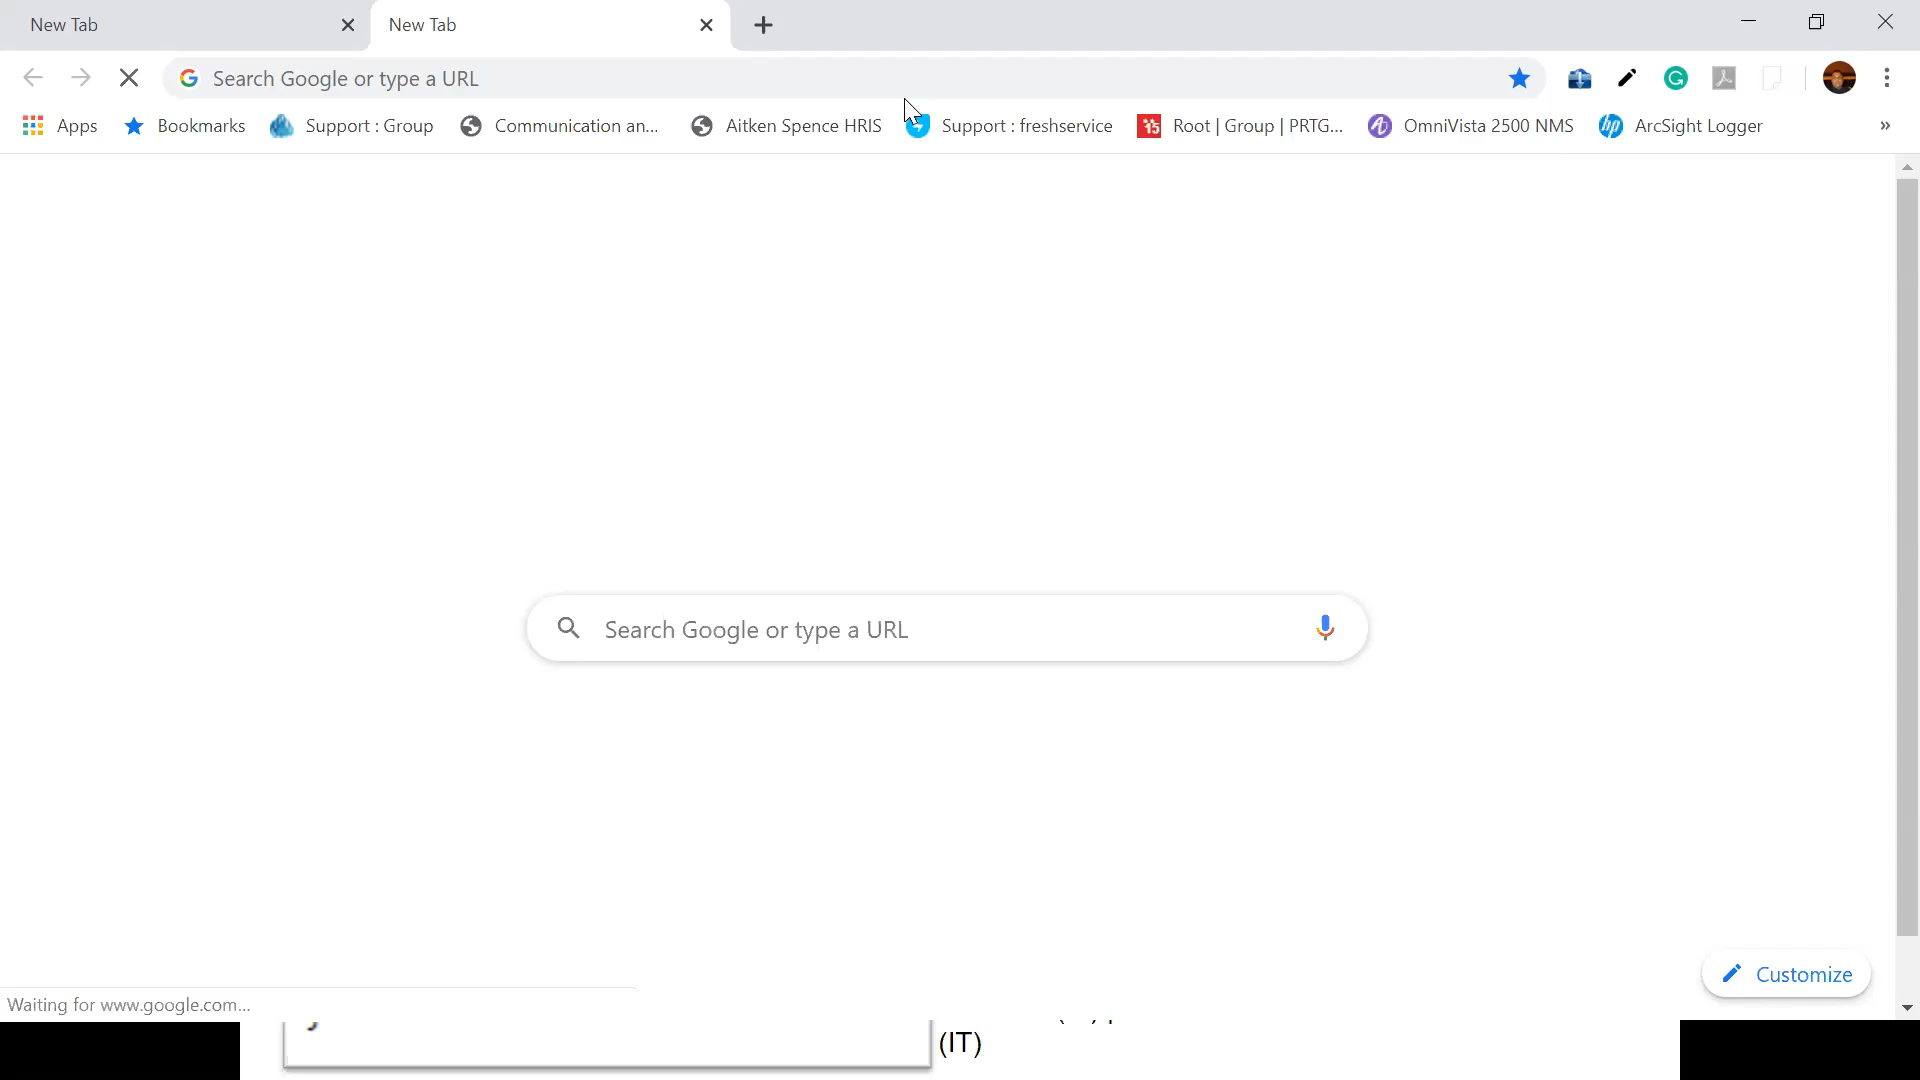 New Tab
New Tab
Search Google or type a URL
Apps Bookmarks Support : Group Communication an... Aitken Spence HRIS Support : freshservice Root | Group | PRTG... OmniVista 2500 NMS ArcSight Logger »
Search Google or type a URL
Customize
Waiting for www.google.com...
(IT)